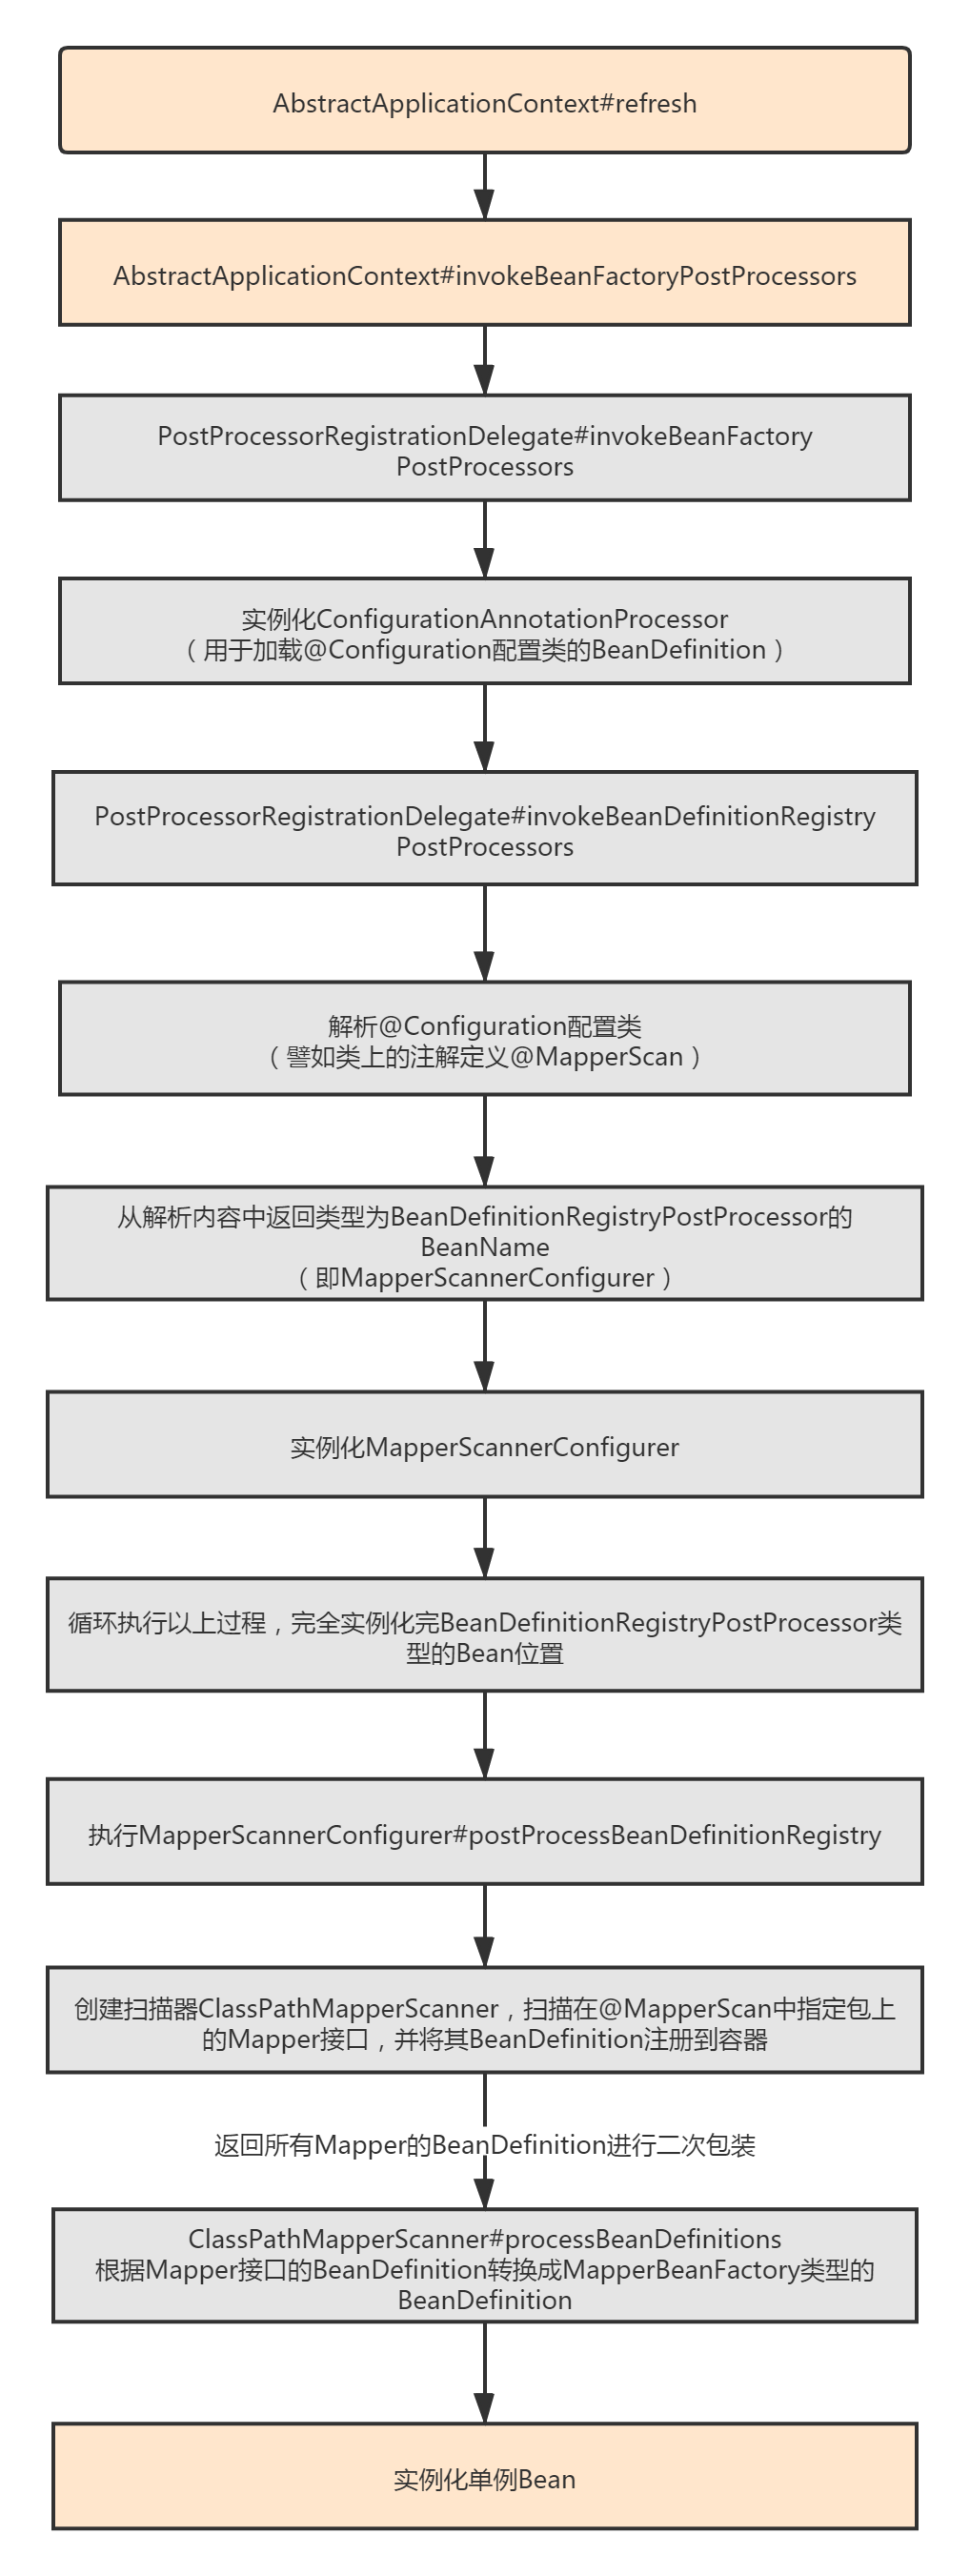 AbstractApplicationContext#refresh
AbstractApplicationContext#invokeBeanFactoryPostProcessors
PostProcessorRegistrationDelegate#invokeBeanFactory
PostProcessors
实例化ConfigurationAnnotationProcessor
（用于加载@Configuration配置类的BeanDefinition）
PostProcessorRegistrationDelegate#invokeBeanDefinitionRegistry
PostProcessors
解析@Configuration配置类
（譬如类上的注解定义@MapperScan）
从解析内容中返回类型为BeanDefinitionRegistryPostProcessor的
BeanName
（即MapperScannerConfigurer）
实例化MapperScannerConfigurer
循环执行以上过程，完全实例化完BeanDefinitionRegistryPostProcessor类
型的Bean位置
执行MapperScannerConfigurer#postProcessBeanDefinitionRegistry
创建扫描器ClassPathMapperScanner，扫描在@MapperScan中指定包上
的Mapper接口，并将其BeanDefinition注册到容器
返回所有Mapper的BeanDefinition进行二次包装
ClassPathMapperScanner#processBeanDefinitions
根据Mapper接口的BeanDefinition转换成MapperBeanFactory类型的
BeanDefinition
实例化单例Bean